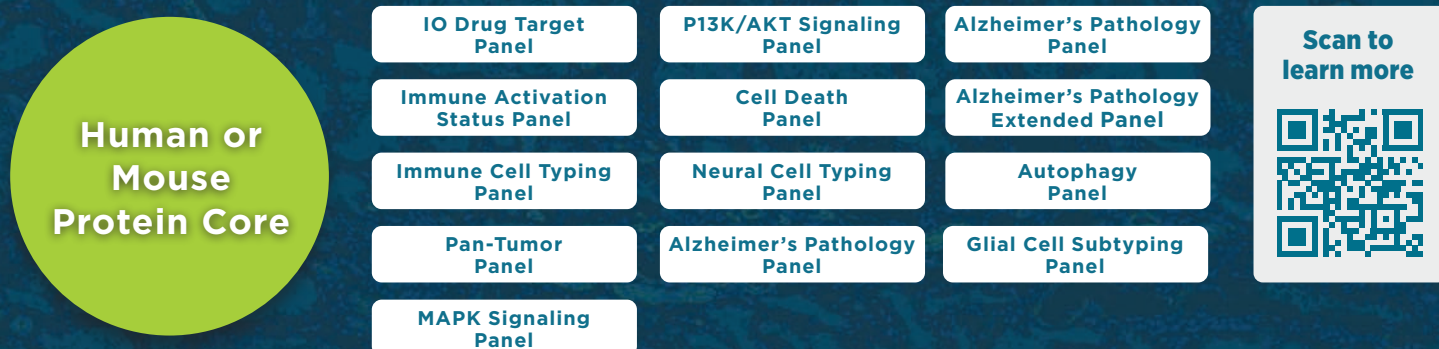 Human or
Mouse
Protein Core
IO Drug Target
Panel
Immune Activation
Status Panel
Immune Cell Typing
Panel
Pan-Tumor
Panel
MAPK Signaling
Panel
P13K/AKT Signaling
Panel
Cell Death
Panel
Neural Cell Typing
Panel
Alzheimer’s Pathology
Panel
Alzheimer’s Pathology
Panel
Alzheimer’s Pathology
Extended Panel
Autophagy
Panel
Glial Cell Subtyping
Panel
Scan to
learn more